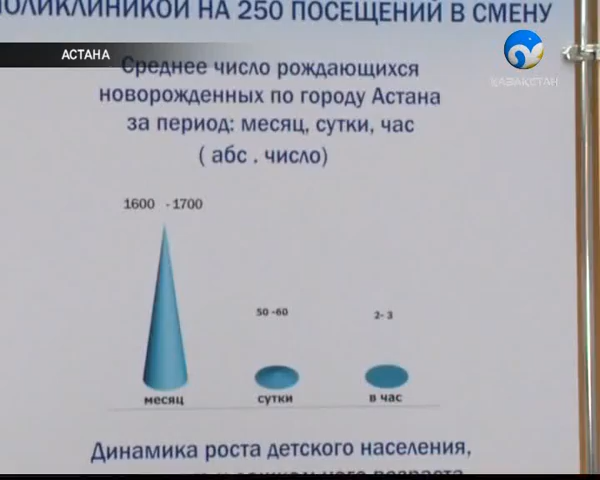 ПОЛИКЛИНИКОЙ НА 250 ПОСЕЩЕНИЙ В СМЕНУ
АСТАНА
ҚАЗАҚСТАН
Среднее число рождающихся
новорожденных по городу Астана
за период: месяц, сутки, час
( абс . число)
1600 -1700
50 -60
2- 3
месяц
сутки
в час
Динамика роста детского населения,